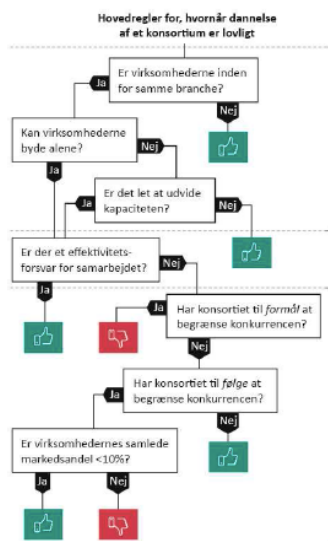 Hovedregler for, hvornår dannelse
af et konsortium er lovligt
Er virksomhederne inden
for samme branche?
Ja
Nej
Kan virksomhederne
byde alene?
Nej
Ja
Er det let at udvide
kapaciteten?
Ja
Nej
Er der et effektivitets-
forsvar for samarbejdet?
Nej
Ja
Har konsortiet til formål at
begrænse konkurrencen?
Ja
Nej
Har konsortiet til følge at
begrænse konkurrencen?
Ja
Nej
Er virksomhedernes samlede
markedsandel <10%?
Ja
Nej